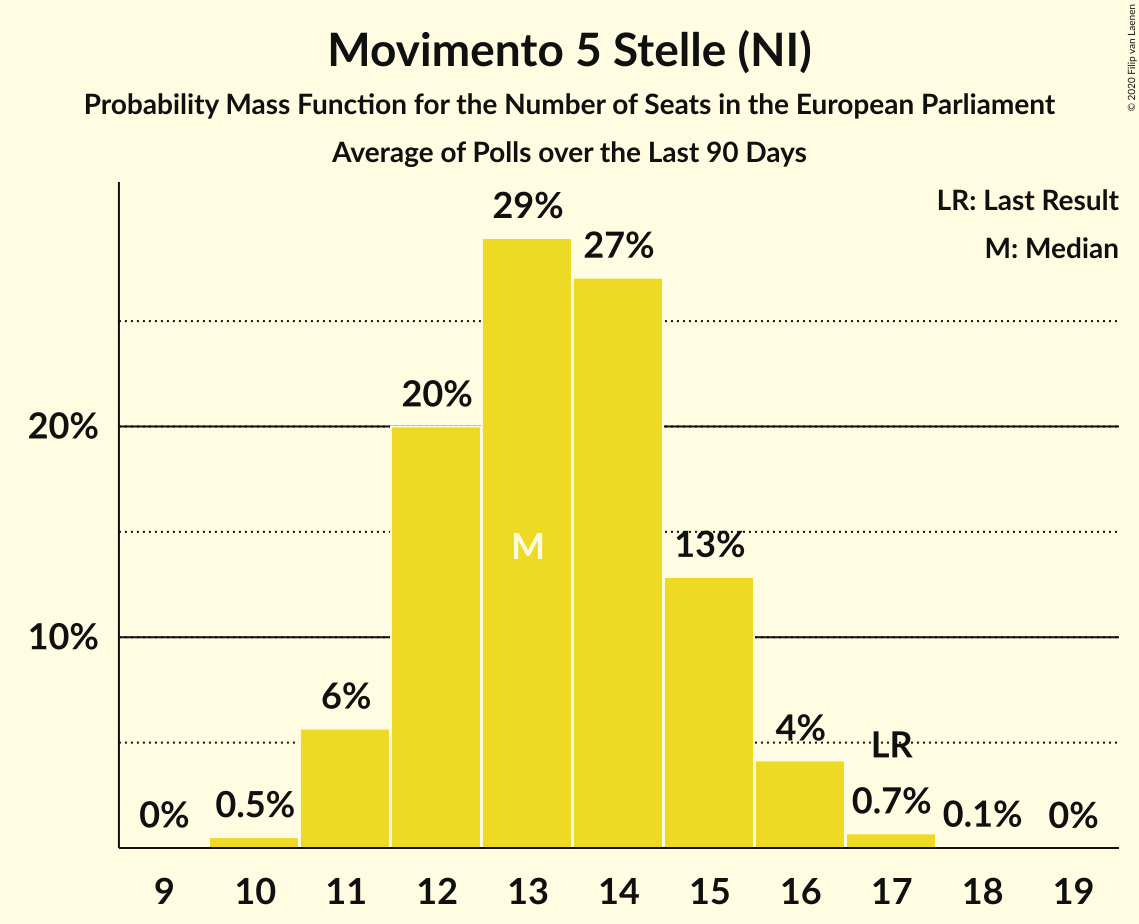 Movimento 5 Stelle (NI)
Probability Mass Function for the Number of Seats in the European Parliament
Average of Polls over the Last 90 Days
© 2020 Filip van Laenen
LR: Last Result
M: Median
29%
27%
20%
20%
M
13%
10%
6%
4%
LR
0%
0.5%
0.7%
0.1%
0%
9 10 11 12 13 14 15 16 17 18 19